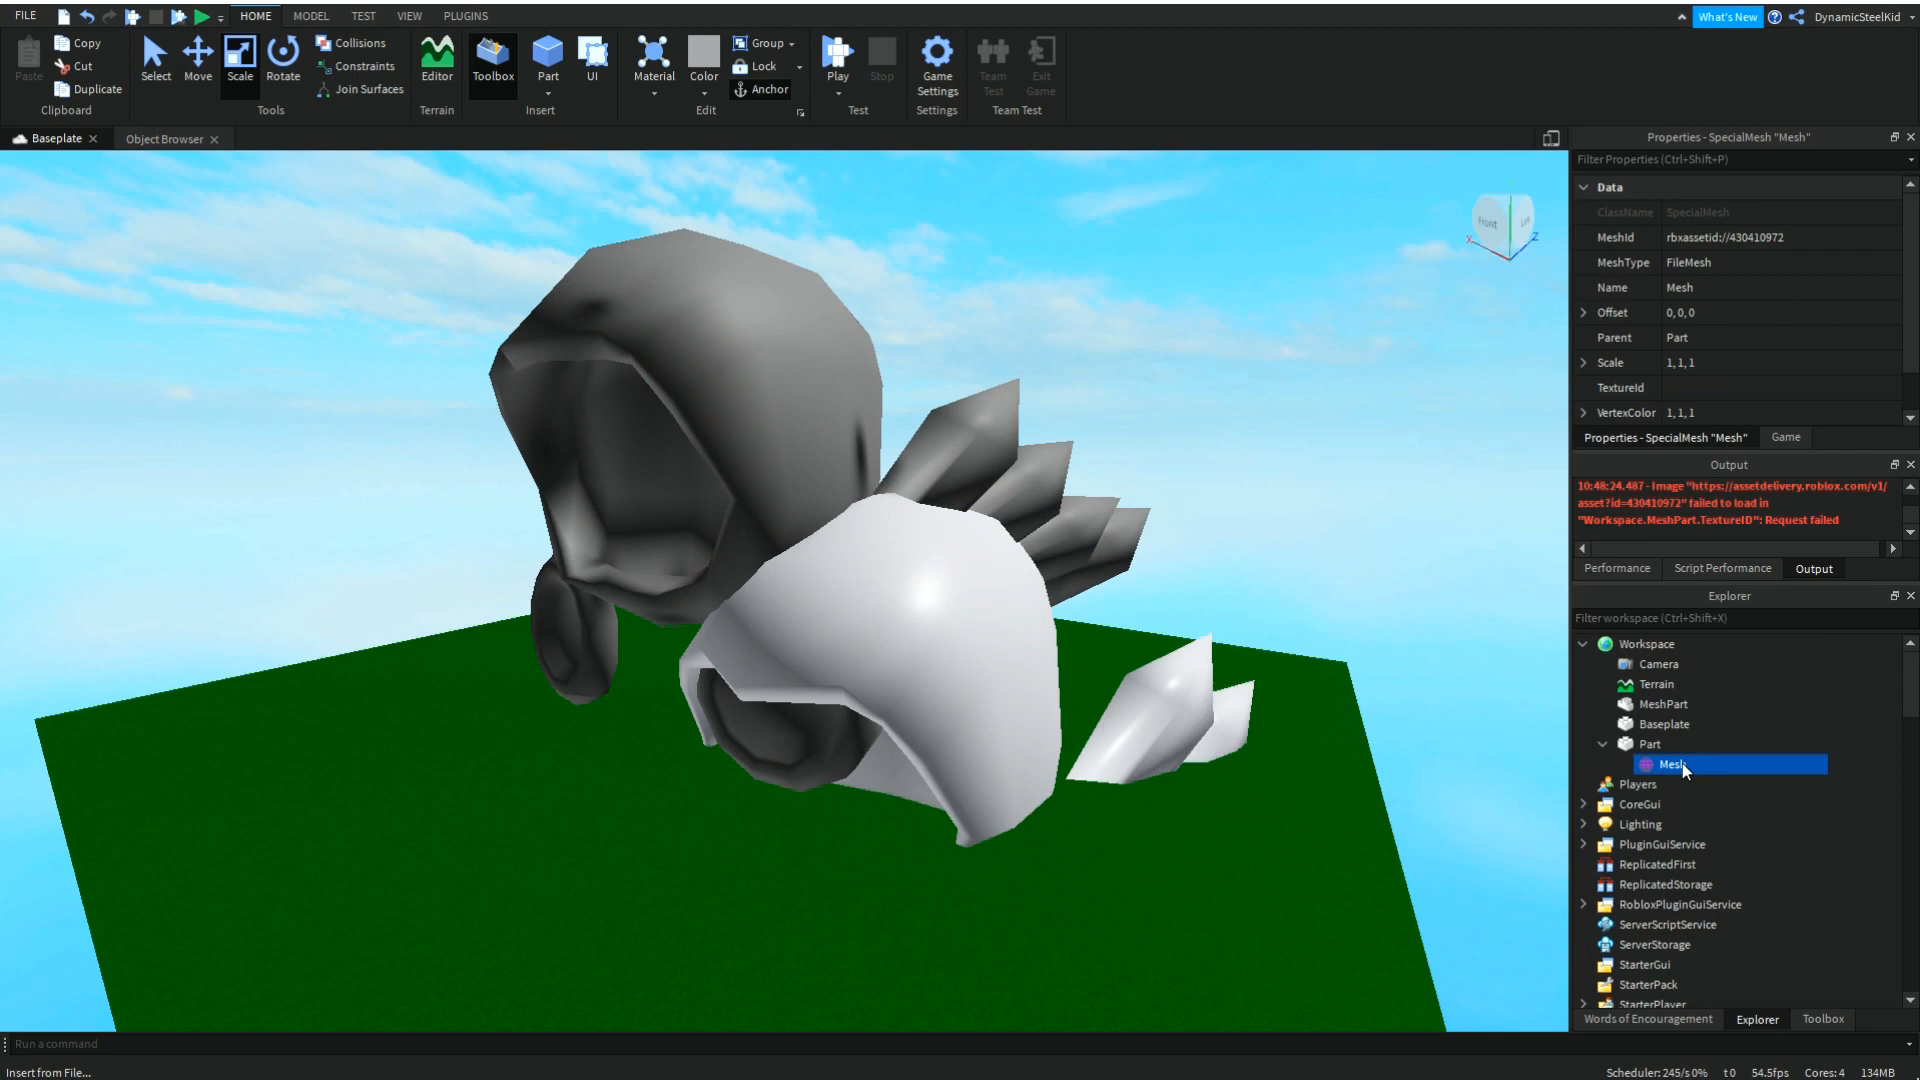 FILE
HOME
MODEL
TEST
VIEW
PLUGINS
What's New
DynamicSteelKid
Paste
Copy
Cut
Duplicate
Clipboard
Select
Move
Scale
Rotate
Collisions
Constraints
Join Surfaces
Tools
Editor
Terrain
Toolbox
Part
UI
Insert
Material
Color
Group
Lock
Anchor
Edit
Play
Stop
Test
Game
Settings
Settings
Team
Test
Exit
Game
Team Test
Baseplate
Object Browser
Front
Left
X
Z
Properties - SpecialMesh "Mesh"
Filter Properties (Ctrl+Shift+P)
Data
ClassName SpecialMesh
MeshId rbxassetid://430410972
MeshType FileMesh
Name Mesh
Offset 0, 0, 0
Parent Part
Scale 1, 1, 1
TextureId
VertexColor 1, 1, 1
Properties - SpecialMesh "Mesh"
Game
Output
10:48:24.487 - Image "https://assetdelivery.roblox.com/v1/
asset?id=430410972" failed to load in
"Workspace.MeshPart.TextureID": Request failed
Performance
Script Performance
Output
Explorer
Filter workspace (Ctrl+Shift+X)
Workspace
Camera
Terrain
MeshPart
Baseplate
Part
Mesh
Players
CoreGui
Lighting
PluginGuiService
ReplicatedFirst
ReplicatedStorage
RobloxPluginGuiService
ServerScriptService
ServerStorage
StarterGui
StarterPack
StarterPlayer
Words of Encouragement
Explorer
Toolbox
Run a command
Insert from File...
Scheduler: 245/s 0%
t 0
54.5fps
Cores: 4
134MB